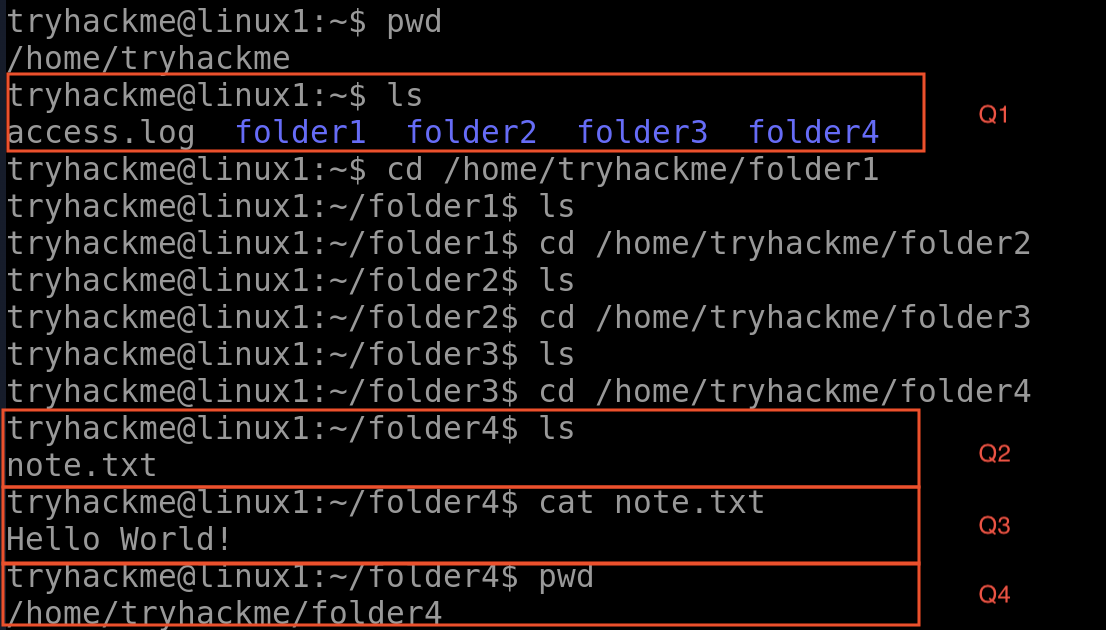 tryhackme@linux1:~$ pwd
/home/tryhackme
tryhackme@linux1:~$ ls
Q1
access.log  folder1  folder2  folder3  folder4
tryhackme@linux1:~$ cd /home/tryhackme/folder1
tryhackme@linux1:~/folder1$ ls
tryhackme@linux1:~/folder1$ cd /home/tryhackme/folder2
tryhackme@linux1:~/folder2$ ls
tryhackme@linux1:~/folder2$ cd /home/tryhackme/folder3
tryhackme@linux1:~/folder3$ ls
tryhackme@linux1:~/folder3$ cd /home/tryhackme/folder4
tryhackme@linux1:~/folder4$ ls
Q2
note.txt
tryhackme@linux1:~/folder4$ cat note.txt
Q3
Hello World!
tryhackme@linux1:~/folder4$ pwd
Q4
/home/tryhackme/folder4